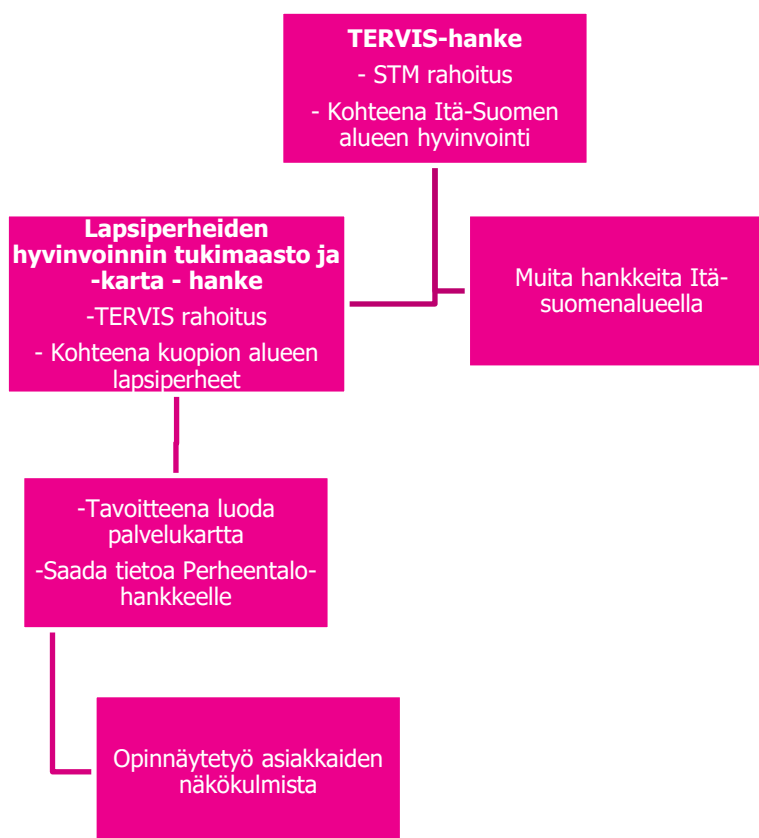 TERVIS-hanke
- STM rahoitus
- Kohteena Itä-Suomen
alueen hyvinvointi
Lapsiperheiden
hyvinvoinnin tukimaasto ja
-karta - hanke
-TERVIS rahoitus
- Kohteena kuopion alueen
lapsiperheet
Muita hankkeita Itä-
suomenalueella
-Tavoitteena luoda
palvelukartta
-Saada tietoa Perheentalo-
hankkeelle
Opinnäytetyö asiakkaiden
näkökulmista